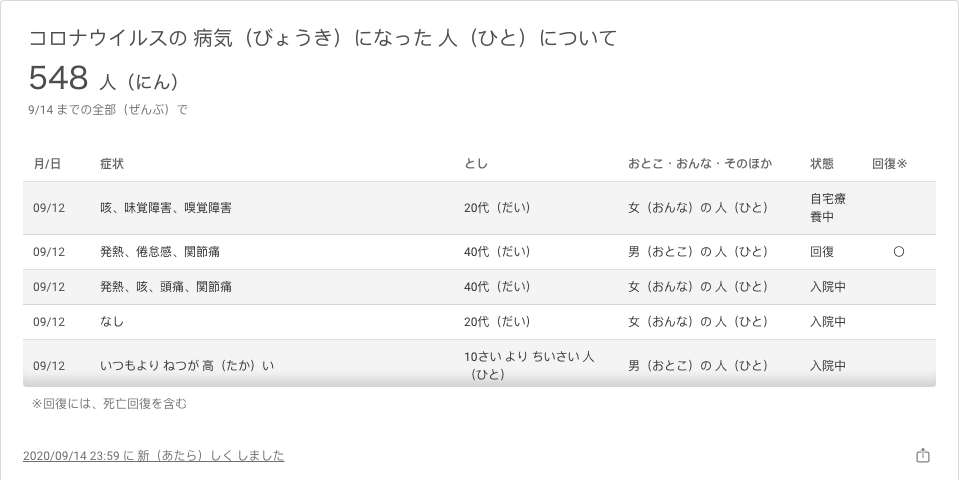 コロナウイルスの 病気（びょうき）になった 人（ひと）について
548 人（にん）
9/14 までの全部（ぜんぶ）で
月/日 症状 とし おとこ・おんな・そのほか 状態 回復※
09/12 咳、味覚障害、嗅覚障害 20代（だい） 女（おんな）の 人（ひと） 自宅療
養中
09/12 発熱、倦怠感、関節痛 40代（だい） 男（おとこ）の 人（ひと） 回復 〇
09/12 発熱、咳、頭痛、関節痛 40代（だい） 女（おんな）の 人（ひと） 入院中
09/12 なし 20代（だい） 女（おんな）の 人（ひと） 入院中
09/12 いつもより ねつが 高（たか）い 10さい より ちいさい 人
（ひと） 男（おとこ）の 人（ひと） 入院中
※回復には、死亡回復を含む
2020/09/14 23:59 に 新（あたら）しく しました